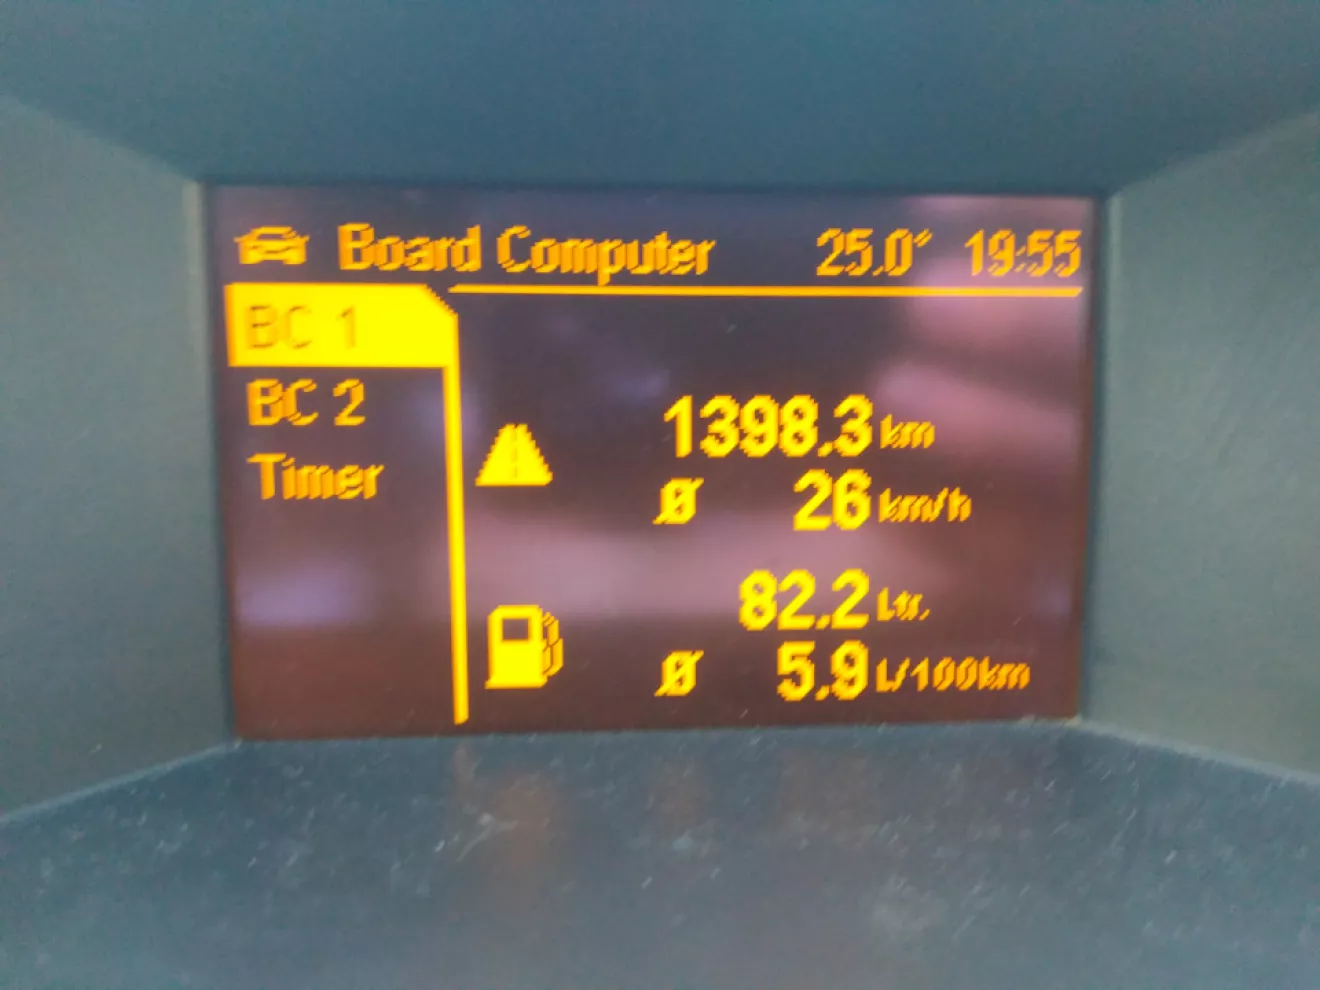 Board Computer 25.0° 19:55
BC 1
BC 2
Timer
1398.3 km
Ø 26 km/h
82.2 Ltr.
Ø 5.9 L/100km